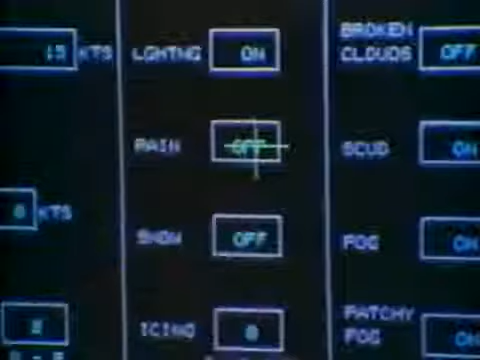 15 KTS
LGHTNG ON
BROKEN
CLOUDS OFF
RAIN OFF
SCUD ON
KTS
SNOW OFF
FOG ON
ICING 0
PATCHY
FOG ON